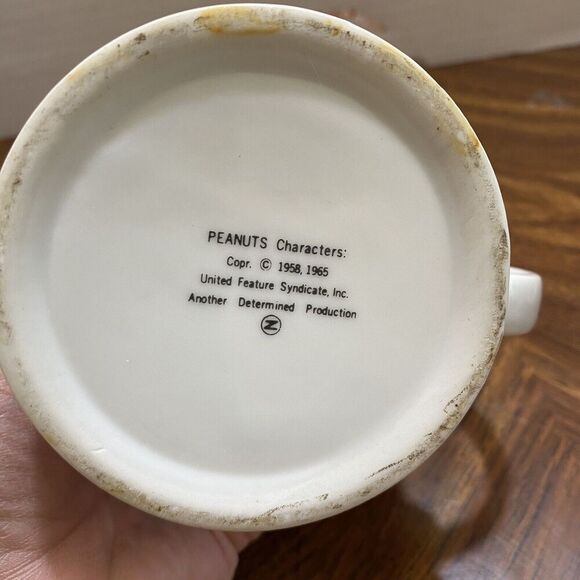 PEANUTS Characters:
Copr. © 1958, 1965
United Feature Syndicate, Inc.
Another Determined Production